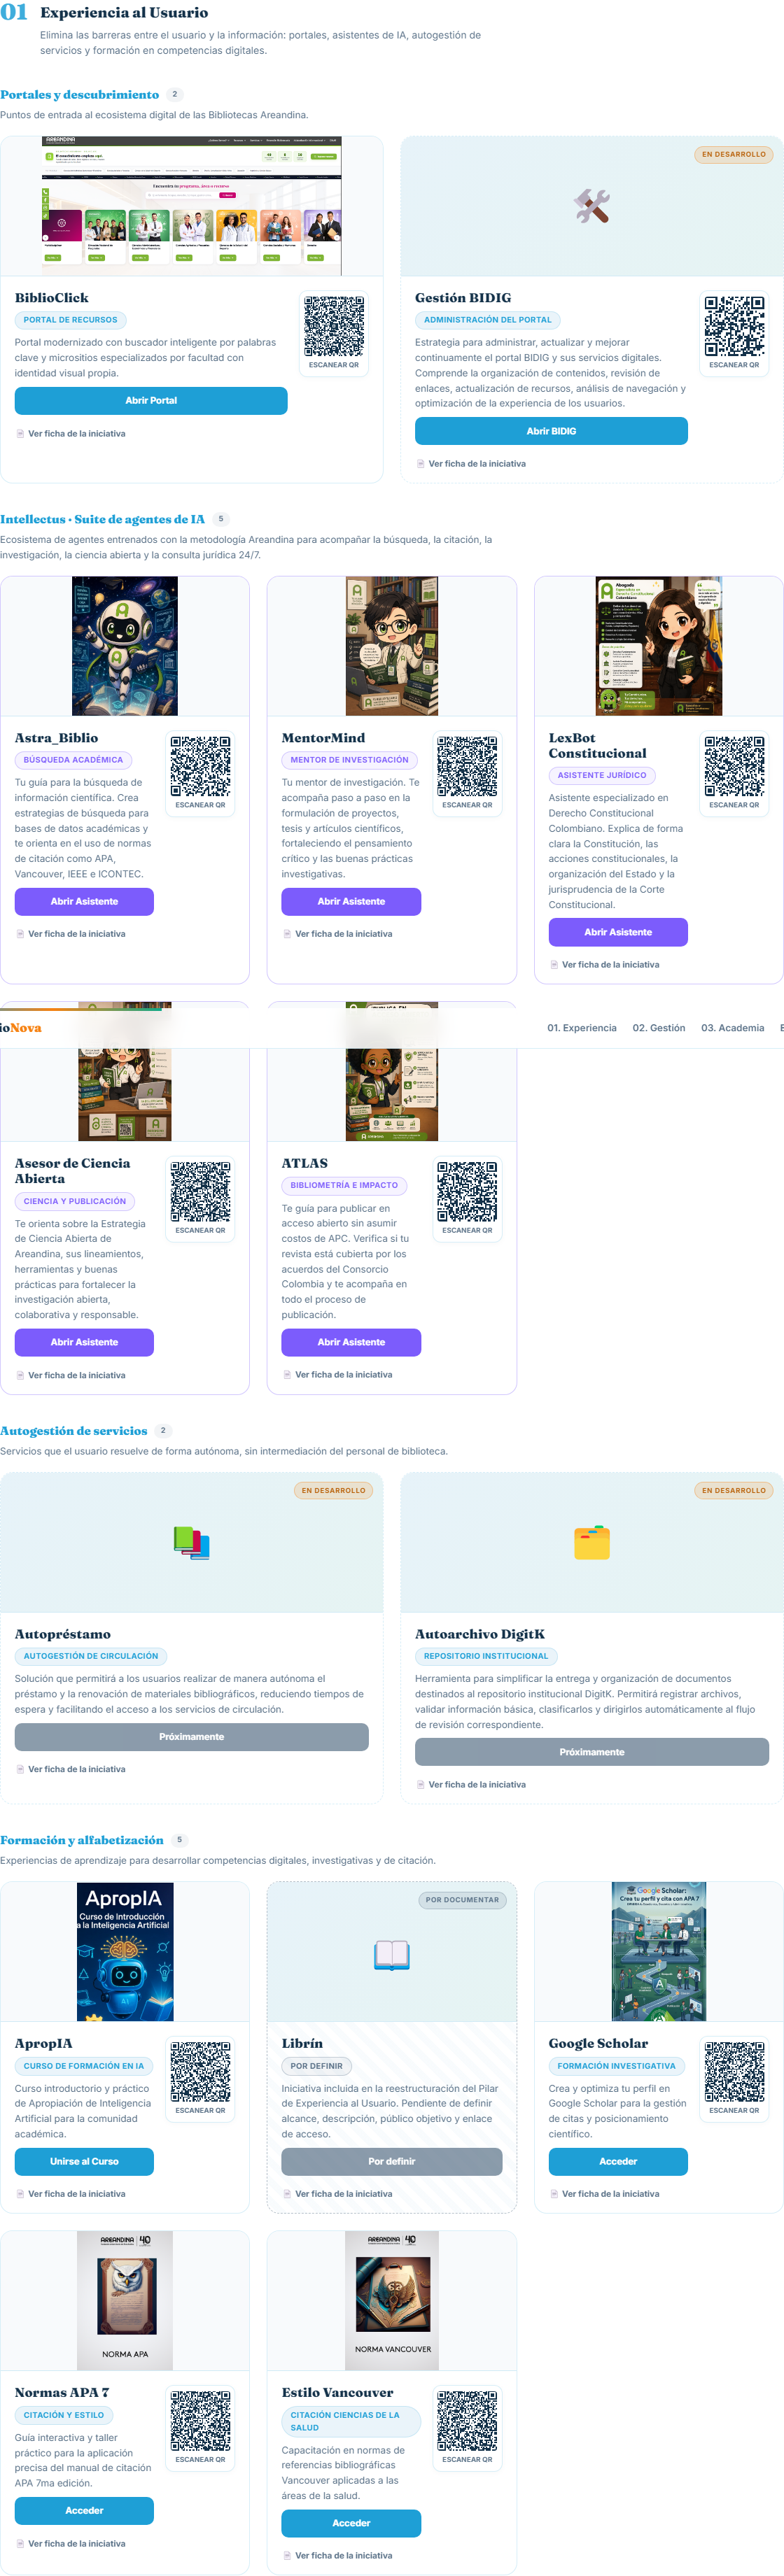 01 Experiencia al Usuario
Elimina las barreras entre el usuario y la información: portales, asistentes de IA, autogestión de
servicios y formación en competencias digitales.
Portales y descubrimiento 2
Puntos de entrada al ecosistema digital de las Bibliotecas Areandina.
AREANDINA
EN DESARROLLO
BiblioClick
PORTAL DE RECURSOS
Portal modernizado con buscador inteligente por palabras
clave y micrositios especializados por facultad con
identidad visual propia.
ESCANEAR QR
Abrir Portal
Ver ficha de la iniciativa
Gestión BIDIG
ADMINISTRACIÓN DEL PORTAL
Estrategia para administrar, actualizar y mejorar
continuamente el portal BIDIG y sus servicios digitales.
Comprende la organización de contenidos, revisión de
enlaces, actualización de recursos, análisis de navegación y
optimización de la experiencia de los usuarios.
ESCANEAR QR
Abrir BIDIG
Ver ficha de la iniciativa
Intellectus · Suite de agentes de IA 5
Ecosistema de agentes entrenados con la metodología Areandina para acompañar la búsqueda, la citación, la
investigación, la ciencia abierta y la consulta jurídica 24/7.
Astra_Biblio
BÚSQUEDA ACADÉMICA
Tu guía para la búsqueda de
información científica. Crea
estrategias de búsqueda para
bases de datos académicas y
te orienta en el uso de normas
de citación como APA,
Vancouver, IEEE e ICONTEC.
ESCANEAR QR
Abrir Asistente
Ver ficha de la iniciativa
MentorMind
MENTOR DE INVESTIGACIÓN
Tu mentor de investigación. Te
acompaña paso a paso en la
formulación de proyectos,
tesis y artículos científicos,
fortaleciendo el pensamiento
crítico y las buenas prácticas
investigativas.
ESCANEAR QR
Abrir Asistente
Ver ficha de la iniciativa
LexBot
Constitucional
ASISTENTE JURÍDICO
Asistente especializado en
Derecho Constitucional
Colombiano. Explica de forma
clara la Constitución, las
acciones constitucionales, la
organización del Estado y la
jurisprudencia de la Corte
Constitucional.
ESCANEAR QR
Abrir Asistente
Ver ficha de la iniciativa
ioNova
01. Experiencia 02. Gestión 03. Academia
Asesor de Ciencia
Abierta
CIENCIA Y PUBLICACIÓN
Te orienta sobre la Estrategia
de Ciencia Abierta de
Areandina, sus lineamientos,
herramientas y buenas
prácticas para fortalecer la
investigación abierta,
colaborativa y responsable.
ESCANEAR QR
Abrir Asistente
Ver ficha de la iniciativa
ATLAS
BIBLIOMETRÍA E IMPACTO
Te guía para publicar en
acceso abierto sin asumir
costos de APC. Verifica si tu
revista está cubierta por los
acuerdos del Consorcio
Colombia y te acompaña en
todo el proceso de
publicación.
ESCANEAR QR
Abrir Asistente
Ver ficha de la iniciativa
Autogestión de servicios 2
Servicios que el usuario resuelve de forma autónoma, sin intermediación del personal de biblioteca.
EN DESARROLLO
EN DESARROLLO
Autopréstamo
AUTOGESTIÓN DE CIRCULACIÓN
Solución que permitirá a los usuarios realizar de manera autónoma el
préstamo y la renovación de materiales bibliográficos, reduciendo tiempos de
espera y facilitando el acceso a los servicios de circulación.
Próximamente
Ver ficha de la iniciativa
Autoarchivo DigitK
REPOSITORIO INSTITUCIONAL
Herramienta para simplificar la entrega y organización de documentos
destinados al repositorio institucional DigitK. Permitirá registrar archivos,
validar información básica, clasificarlos y dirigirlos automáticamente al flujo
de revisión correspondiente.
Próximamente
Ver ficha de la iniciativa
Formación y alfabetización 5
Experiencias de aprendizaje para desarrollar competencias digitales, investigativas y de citación.
ApropIA
Curso de Introducción
a la Inteligencia Artificial
POR DOCUMENTAR
Google Scholar:
Crea tu perfil y cita con APA 7
ApropIA
CURSO DE FORMACIÓN EN IA
Curso introductorio y práctico
de Apropiación de Inteligencia
Artificial para la comunidad
académica.
ESCANEAR QR
Unirse al Curso
Ver ficha de la iniciativa
Librín
POR DEFINIR
Iniciativa incluida en la reestructuración del Pilar
de Experiencia al Usuario. Pendiente de definir
alcance, descripción, público objetivo y enlace
de acceso.
Por definir
Ver ficha de la iniciativa
Google Scholar
FORMACIÓN INVESTIGATIVA
Crea y optimiza tu perfil en
Google Scholar para la gestión
de citas y posicionamiento
científico.
ESCANEAR QR
Acceder
Ver ficha de la iniciativa
AREANDINA 40
NORMA APA
AREANDINA 40
NORMA VANCOUVER
Normas APA 7
CITACIÓN Y ESTILO
Guía interactiva y taller
práctico para la aplicación
precisa del manual de citación
APA 7ma edición.
ESCANEAR QR
Acceder
Ver ficha de la iniciativa
Estilo Vancouver
CITACIÓN CIENCIAS DE LA
SALUD
Capacitación en normas de
referencias bibliográficas
Vancouver aplicadas a las
áreas de la salud.
ESCANEAR QR
Acceder
Ver ficha de la iniciativa